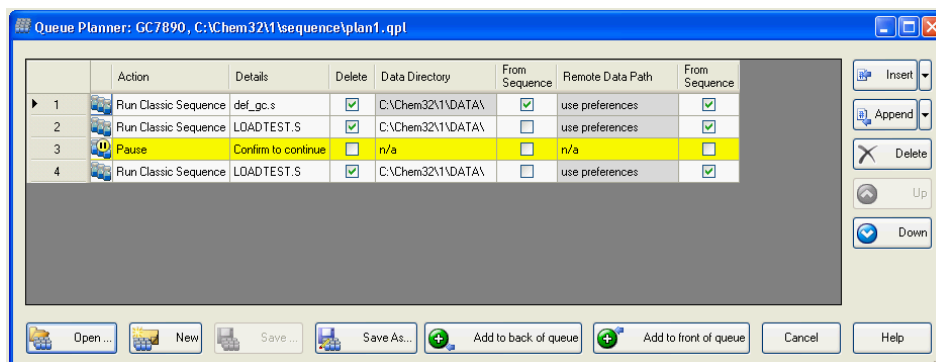 Queue Planner: GC7890, C:\Chem32\1\sequence\plan1.qpl
Action Details Delete Data Directory From Sequence Remote Data Path From Sequence
1 Run Classic Sequence def_gc.s C:\Chem32\1\DATA\ use preferences
2 Run Classic Sequence LOADTEST.S C:\Chem32\1\DATA\ use preferences
3 Pause Confirm to continue n/a n/a
4 Run Classic Sequence LOADTEST.S C:\Chem32\1\DATA\ use preferences
Insert
Append
Delete
Up
Down
Open ... New Save ... Save As... Add to back of queue Add to front of queue Cancel Help